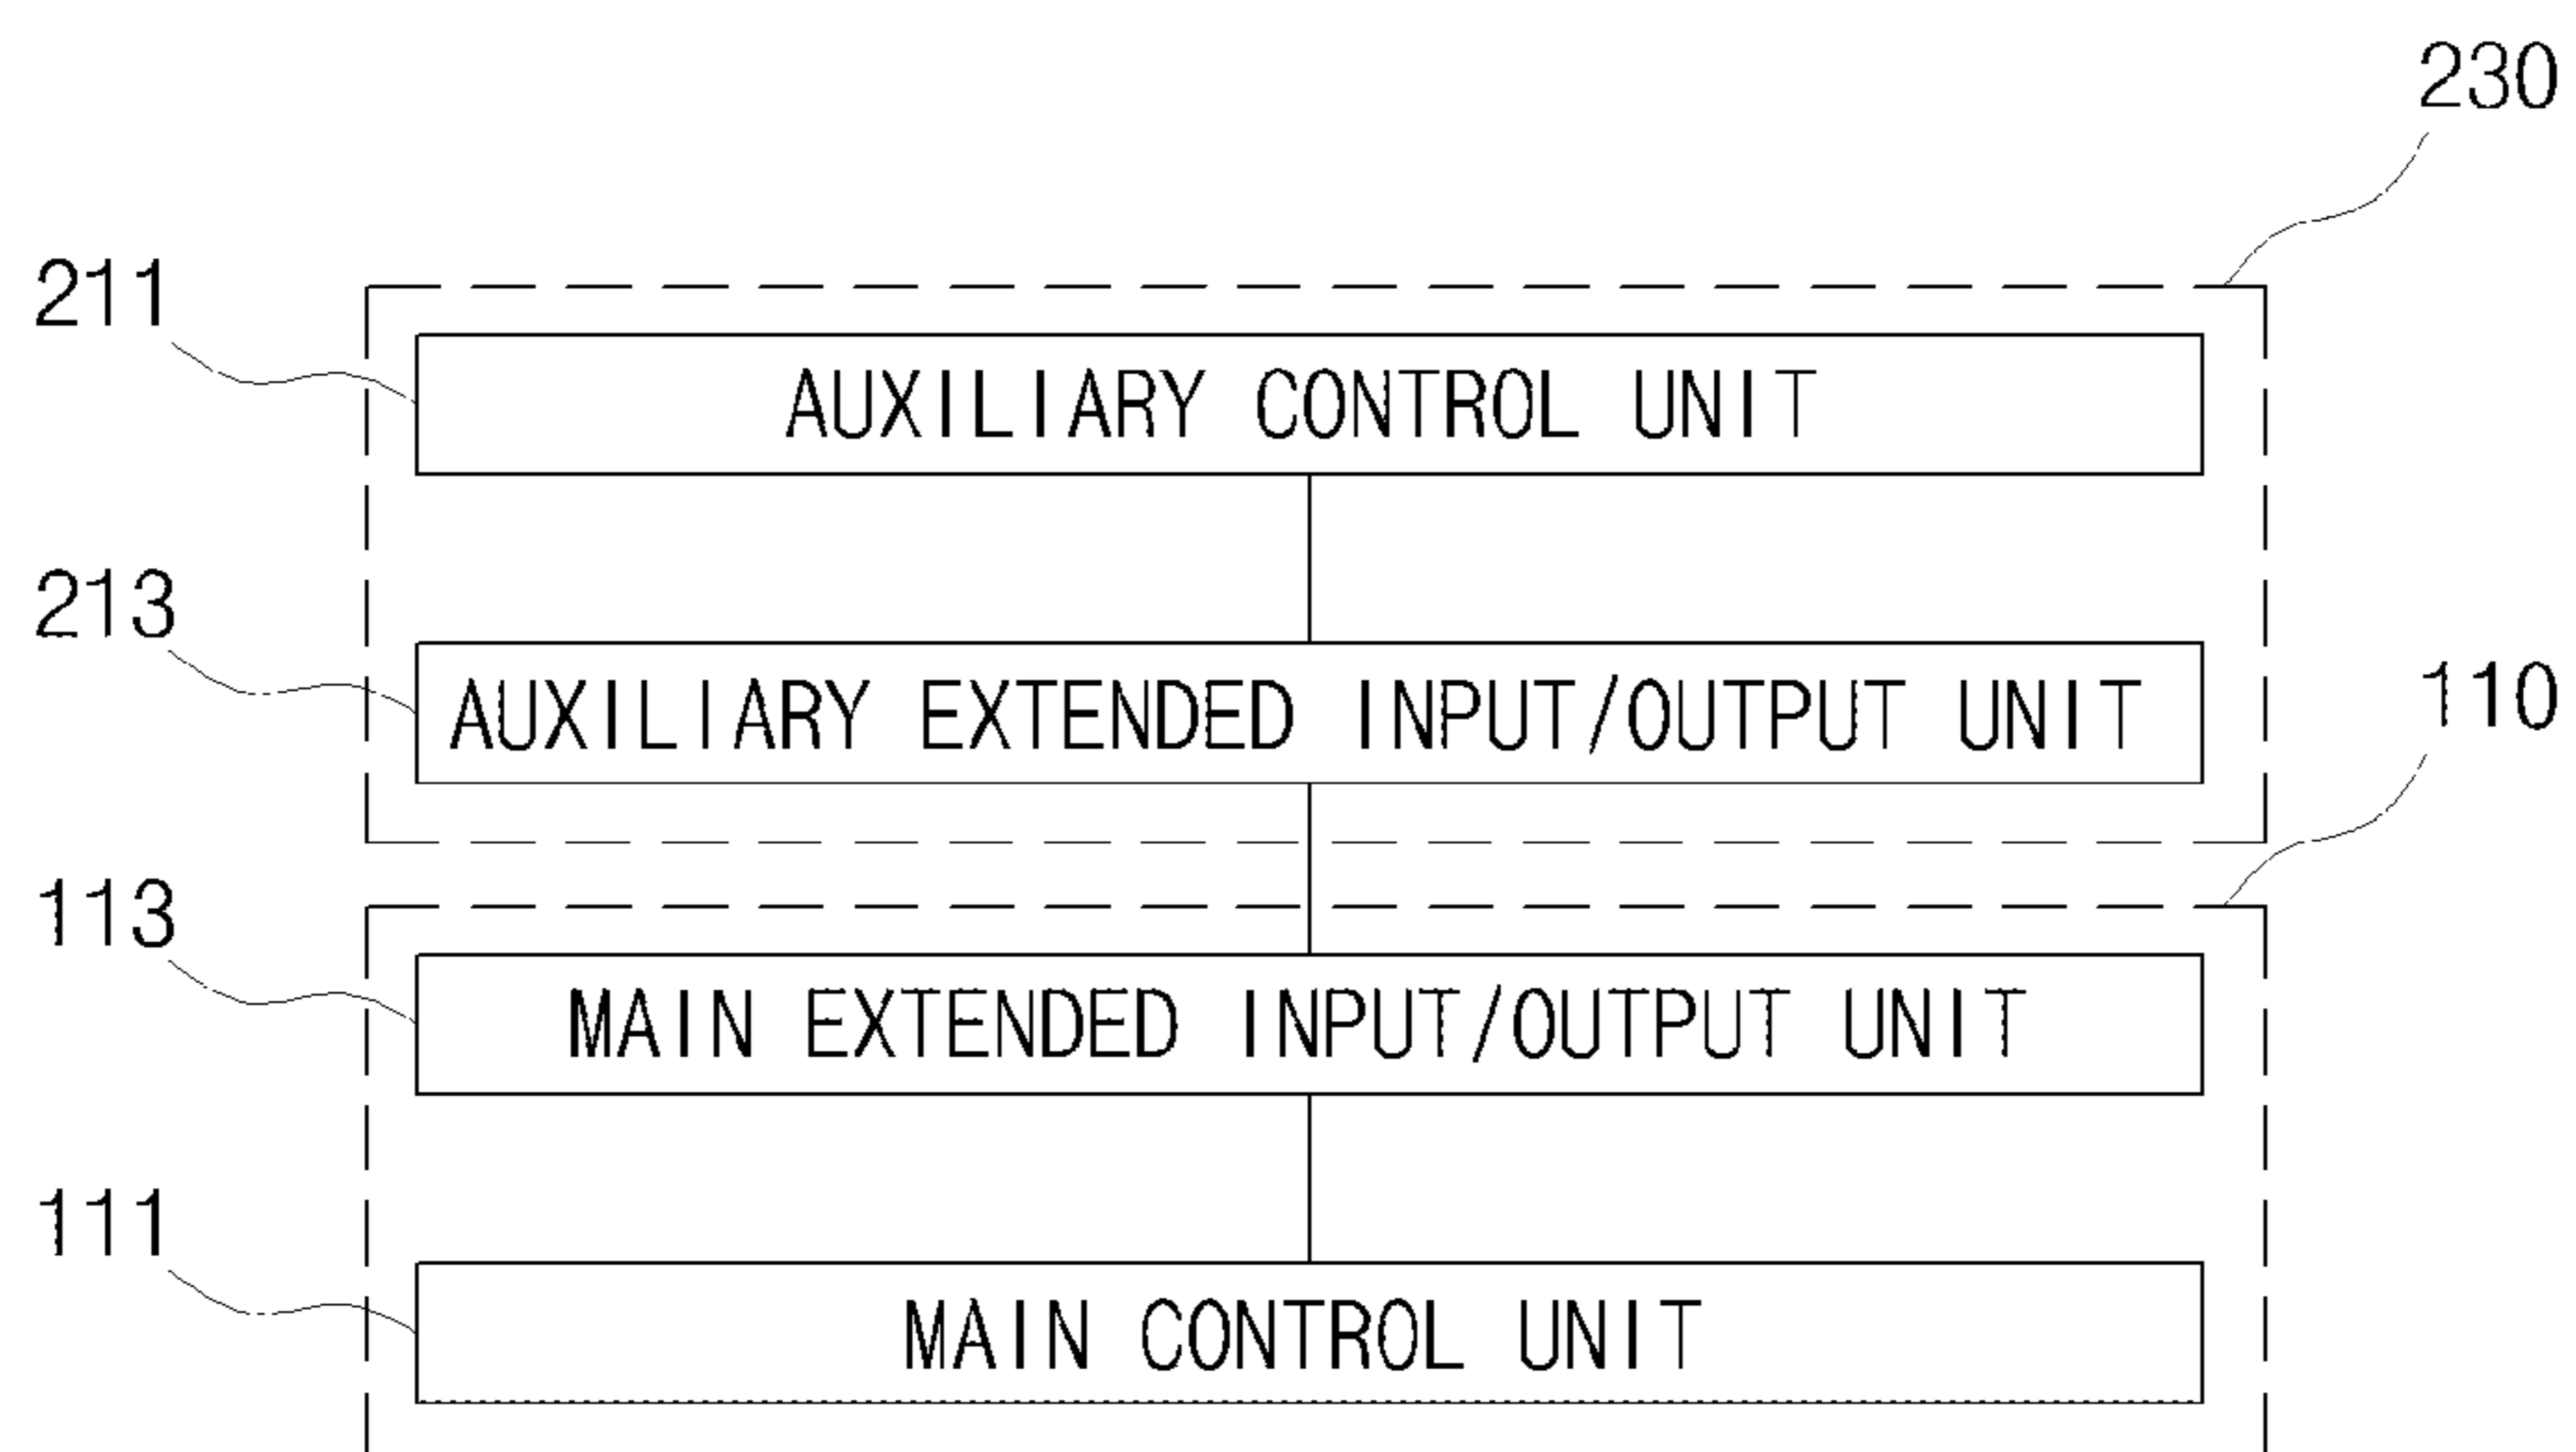 230
211
AUXILIARY CONTROL UNIT
213
AUXILIARY EXTENDED INPUT/OUTPUT UNIT
110
113
MAIN EXTENDED INPUT/OUTPUT UNIT
111
MAIN CONTROL UNIT